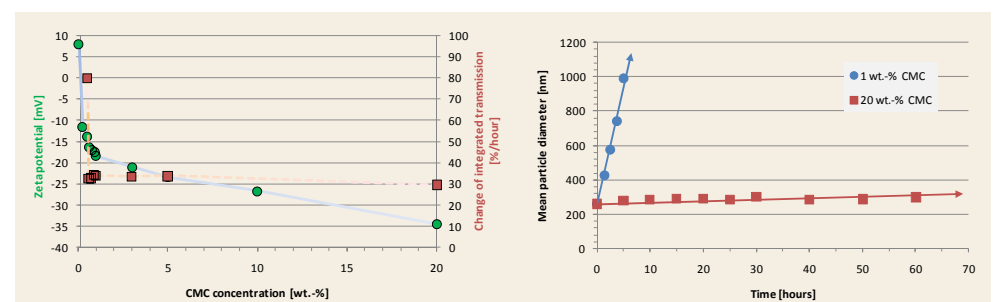 10
5
0
-5
-10
-15
-20
-25
-30
-35
-40
Zetapotential [mV]
100
90
80
70
60
50
40
30
20
10
0
Change of integrated transmission
[%/hour]
0 5 10 15 20
CMC concentration [wt.-%]
1200
1000
800
600
400
200
0
Mean particle diameter [nm]
1 wt.-% CMC
20 wt.-% CMC
0 10 20 30 40 50 60 70
Time [hours]